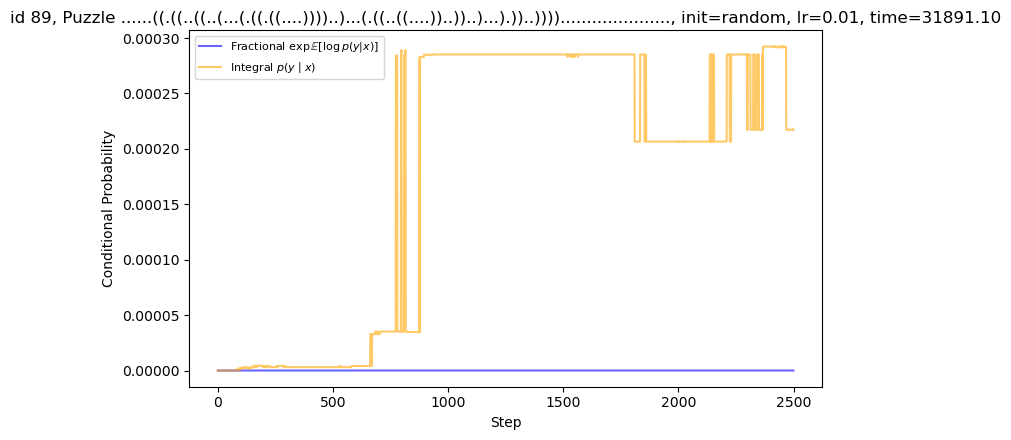 id 89, Puzzle ......((.((..((..(...(.((.((....))))..)...(.((..((....))..))..)...).))..))))....................., init=random, lr=0.01, time=31891.10
Fractional exp𝔼[log p(y|x)]
Integral p(y | x)
0.00030
0.00025
0.00020
0.00015
0.00010
0.00005
0.00000
Conditional Probability
0 500 1000 1500 2000 2500
Step